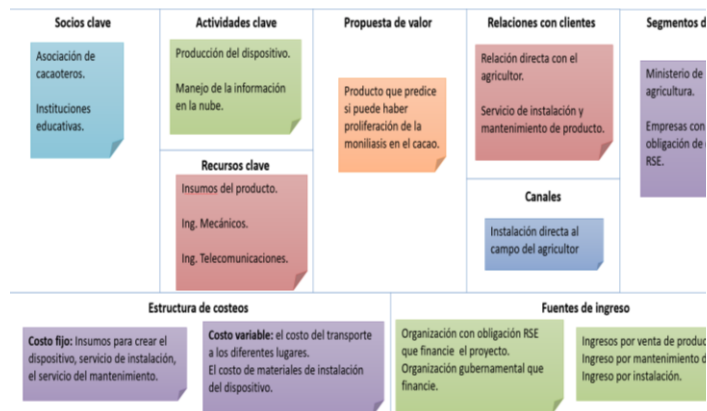 Socios clave
Asociación de
cacaoteros.
Instituciones
educativas.
Actividades clave
Producción del dispositivo.
Manejo de la información
en la nube.
Recursos clave
Insumos del producto.
Ing. Mecánicos.
Ing. Telecomunicaciones.
Propuesta de valor
Producto que predice
si puede haber
proliferación de la
moniliasis en el cacao.
Relaciones con clientes
Relación directa con el
agricultor.
Servicio de instalación y
mantenimiento de producto.
Canales
Instalación directa al
campo del agricultor
Segmentos
Ministerio de
agricultura.
Empresas con
obligación de
RSE.
Estructura de costeos
Costo fijo: Insumos para crear el
dispositivo, servicio de instalación,
el servicio del mantenimiento.
Costo variable: el costo del transporte
a los diferentes lugares.
El costo de materiales de instalación
del dispositivo.
Fuentes de ingreso
Organización con obligación RSE
que financie el proyecto.
Organización gubernamental que
financie.
Ingresos por venta de
Ingreso por mantenimiento
Ingreso por instalación.